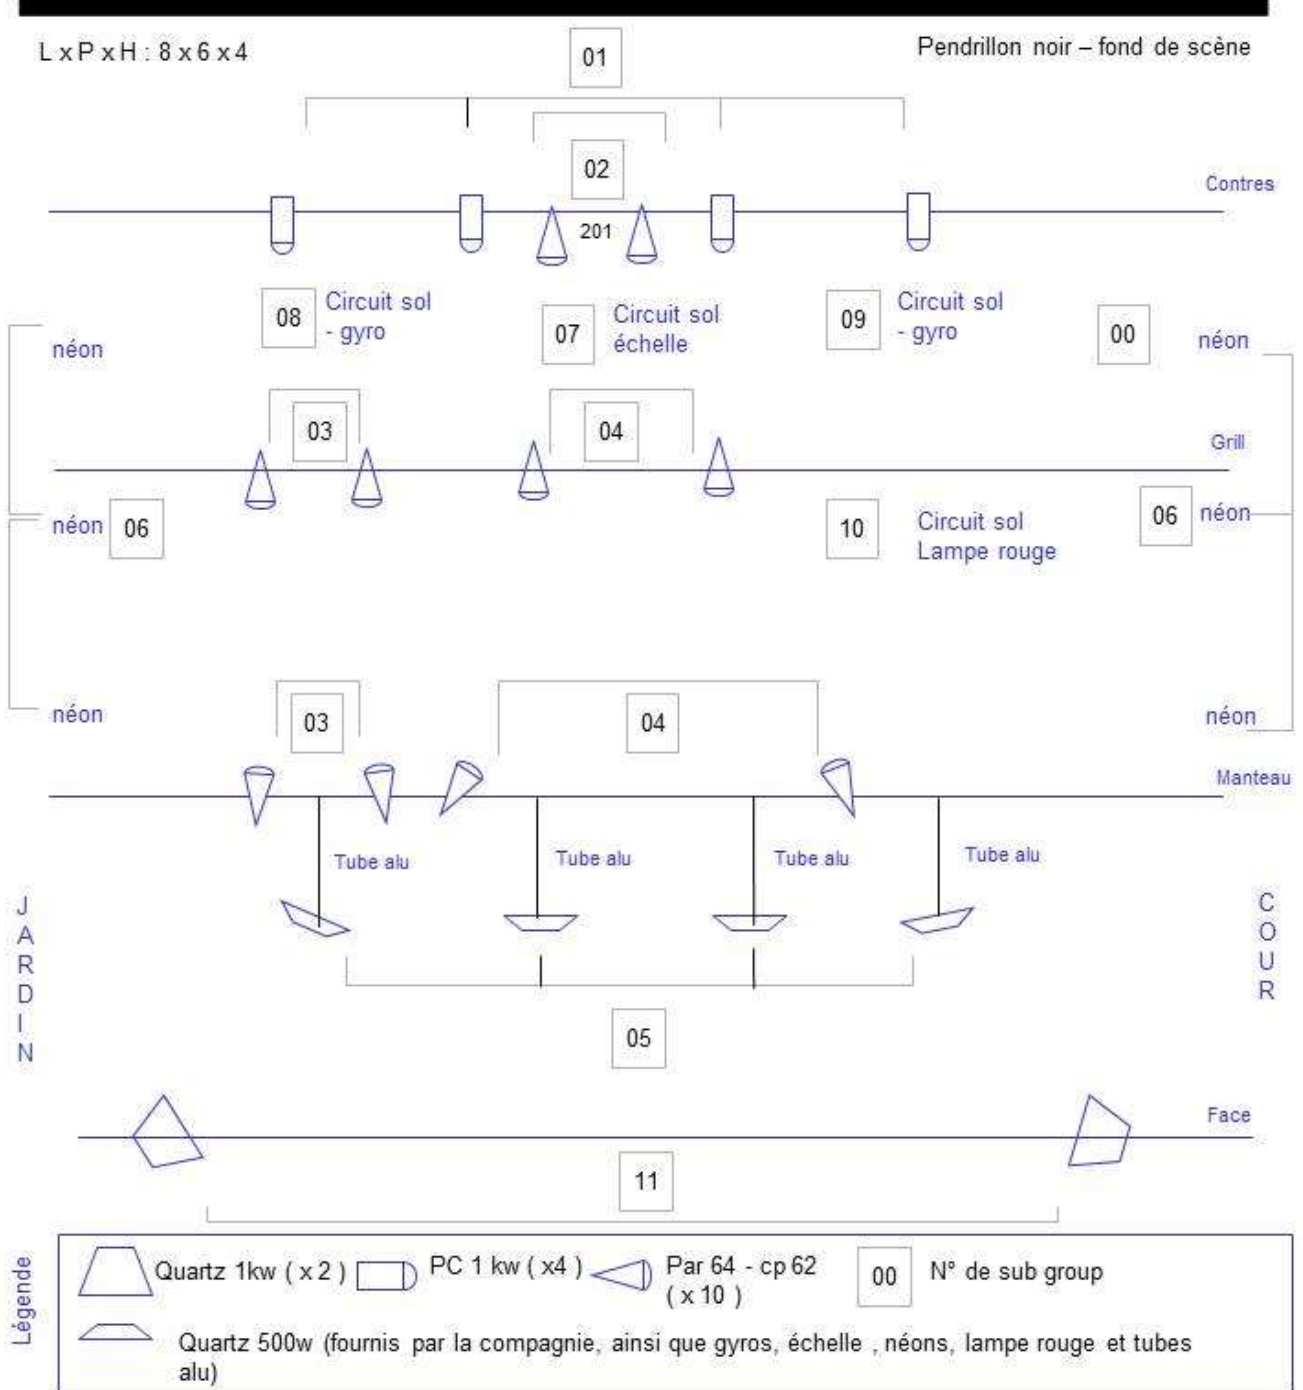 L x P x H : 8 x 6 x 4
Pendrillon noir – fond de scène
01
02
Contres
201
08
Circuit sol
- gyro
07
Circuit sol
échelle
09
Circuit sol
- gyro
00
néon
néon
03
04
Grill
néon
06
10
Circuit sol
Lampe rouge
06
néon
néon
03
04
néon
Manteau
Tube alu
Tube alu
Tube alu
Tube alu
JARDIN
COUR
05
Face
11
Légende
Quartz 1kw ( x 2 )
PC 1 kw ( x4 )
Par 64 - cp 62
( x 10 )
00
N° de sub group
Quartz 500w (fournis par la compagnie, ainsi que gyros, échelle , néons, lampe rouge et tubes
alu)